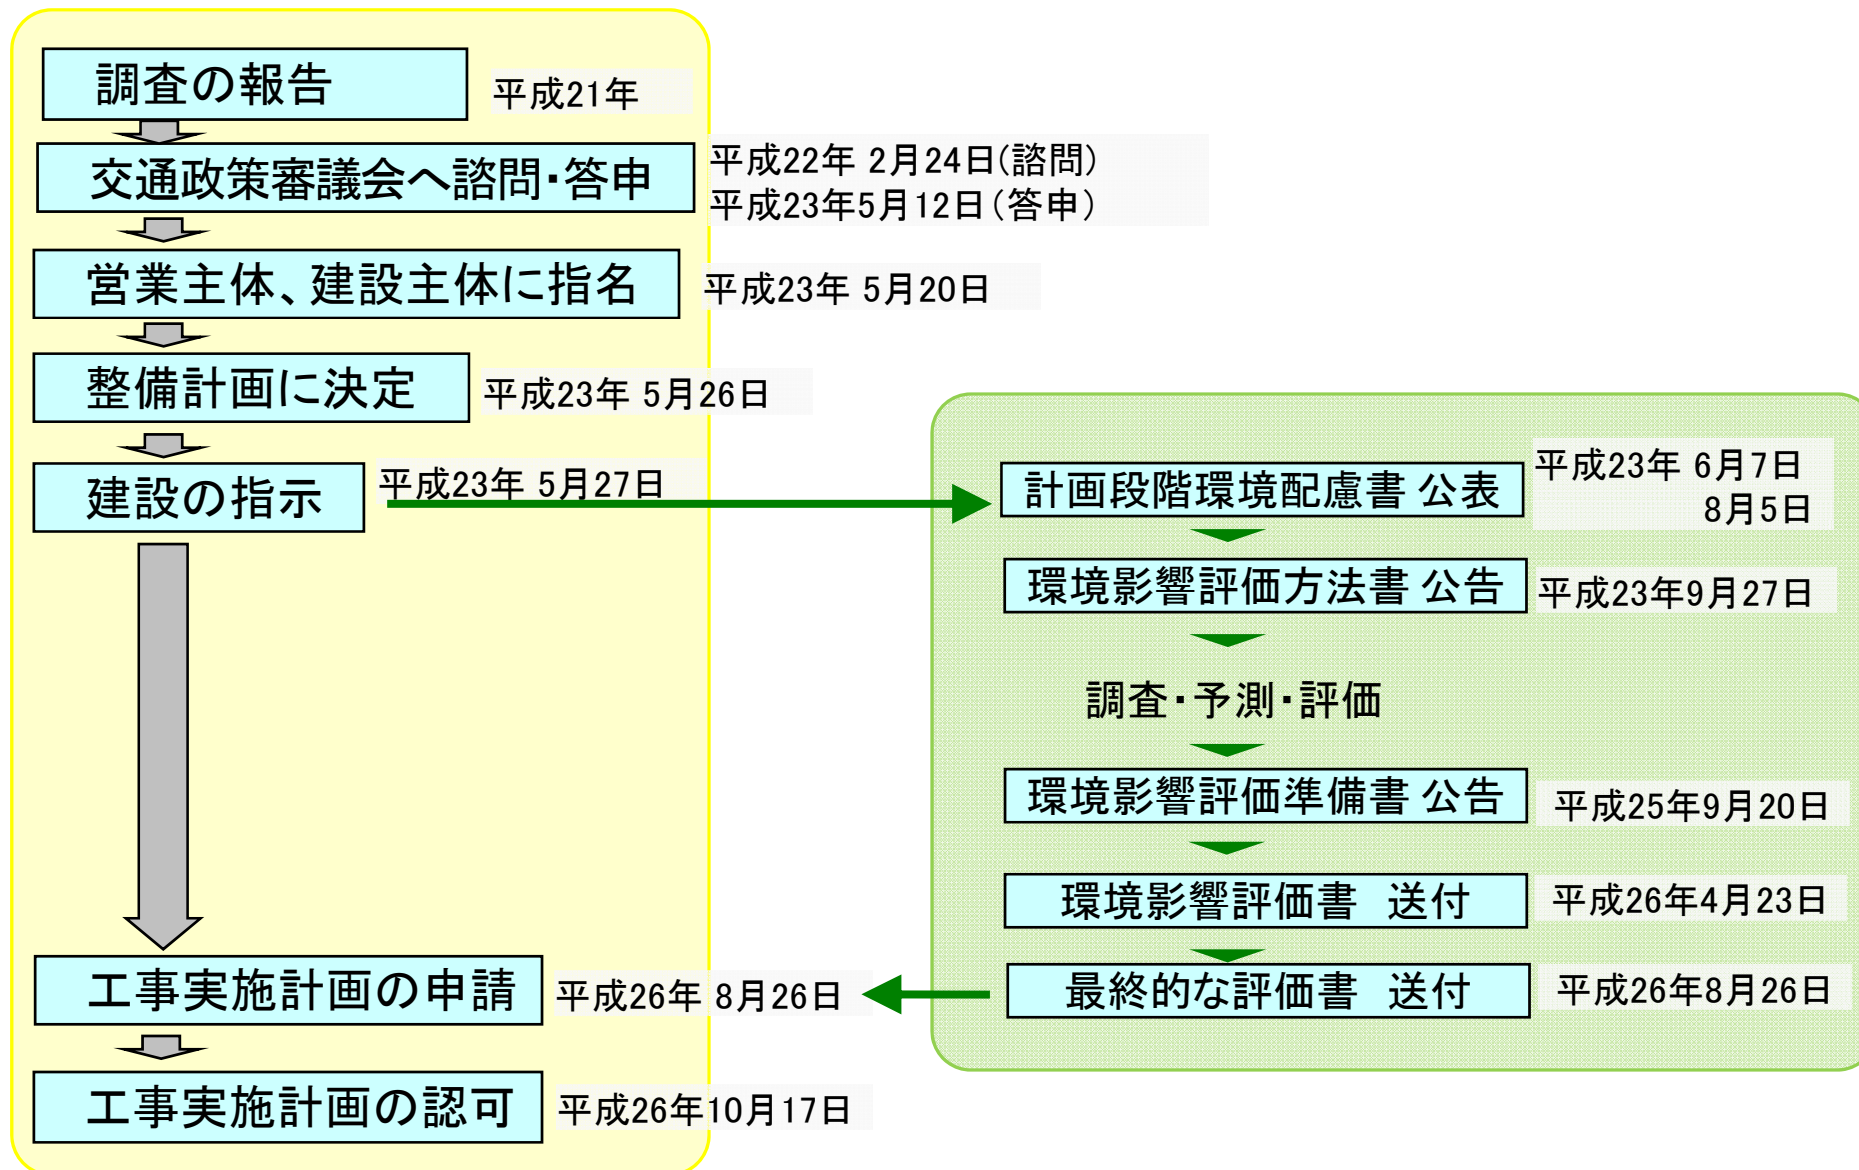 調査の報告
平成21年
交通政策審議会へ諮問・答申
平成22年 2月24日(諮問)
平成23年5月12日(答申)
営業主体、建設主体に指名
平成23年 5月20日
整備計画に決定
平成23年 5月26日
建設の指示
平成23年 5月27日
工事実施計画の申請
平成26年 8月26日
工事実施計画の認可
平成26年10月17日
計画段階環境配慮書 公表
平成23年 6月7日
8月5日
環境影響評価方法書 公告
平成23年9月27日
調査・予測・評価
環境影響評価準備書 公告
平成25年9月20日
環境影響評価書　送付
平成26年4月23日
最終的な評価書　送付
平成26年8月26日